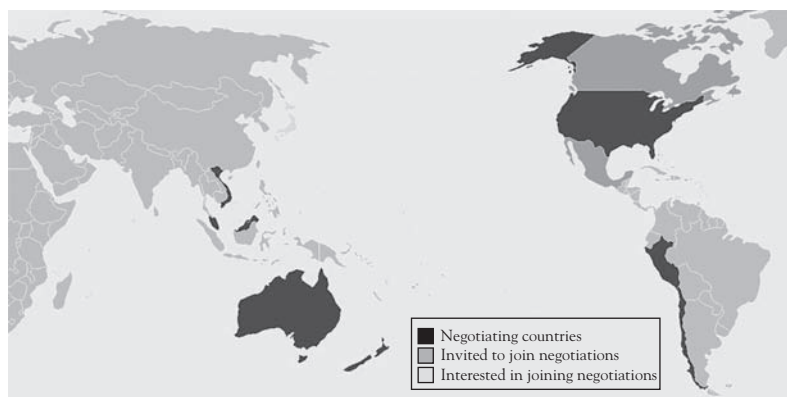 Negotiating countries
Invited to join negotiations
Interested in joining negotiations